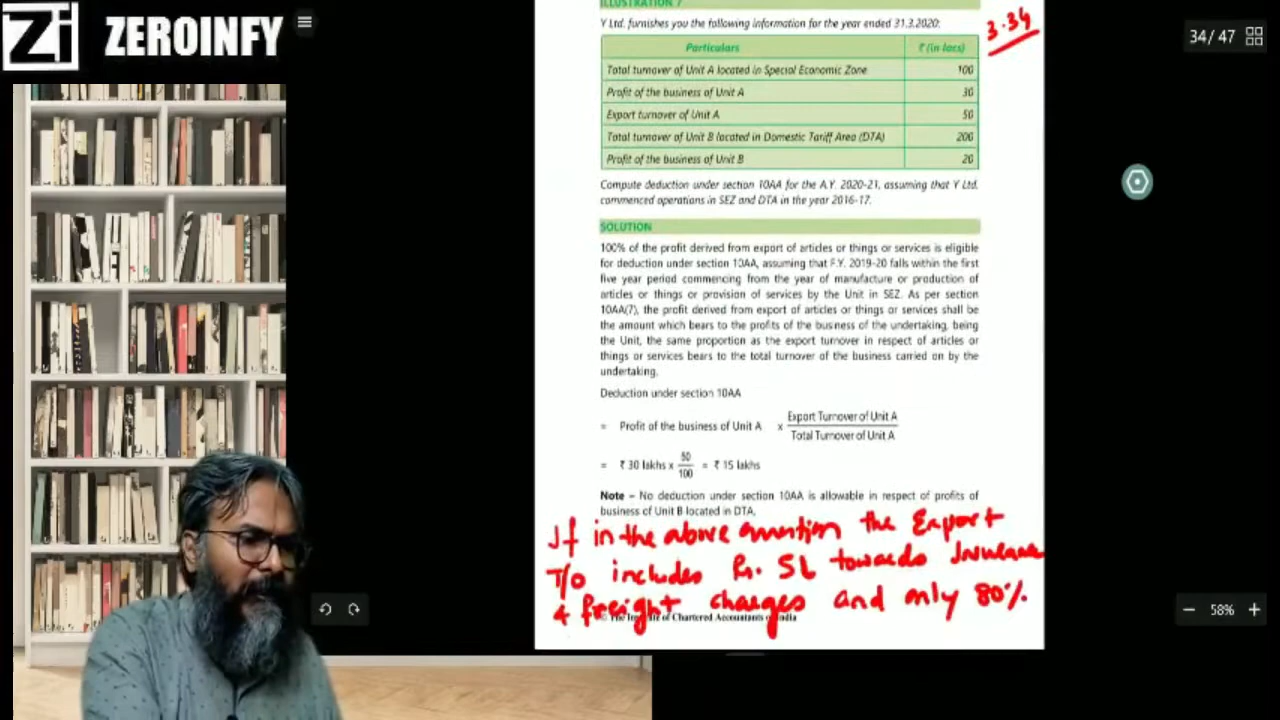 Zi ZEROINFY
34/ 47
ILLUSTRATION 7
Y Ltd. furnishes you the following information for the year ended 31.3.2020:
3.34
Particulars ₹ (in lacs)
Total turnover of Unit A located in Special Economic Zone 100
Profit of the business of Unit A 30
Export turnover of Unit A 50
Total turnover of Unit B located in Domestic Tariff Area (DTA) 200
Profit of the business of Unit B 20
Compute deduction under section 10AA for the A.Y. 2020-21, assuming that Y Ltd.
commenced operations in SEZ and DTA in the year 2016-17.
SOLUTION
100% of the profit derived from export of articles or things or services is eligible
for deduction under section 10AA, assuming that F.Y. 2019-20 falls within the first
five year period commencing from the year of manufacture or production of
articles or things or provision of services by the Unit in SEZ. As per section
10AA(7), the profit derived from export of articles or things or services shall be
the amount which bears to the profits of the business of the undertaking, being
the Unit, the same proportion as the export turnover in respect of articles or
things or services bears to the total turnover of the business carried on by the
undertaking.
Deduction under section 10AA
= Profit of the business of Unit A x Export Turnover of Unit A
Total Turnover of Unit A
= ₹ 30 lakhs x 50/100 = ₹ 15 lakhs
Note – No deduction under section 10AA is allowable in respect of profits of
business of Unit B located in DTA.
If in the above question the Export
T/o includes Rs. 5L towards Insurance
& freight charges and only 80%
© The Institute of Chartered Accountants of India
58%